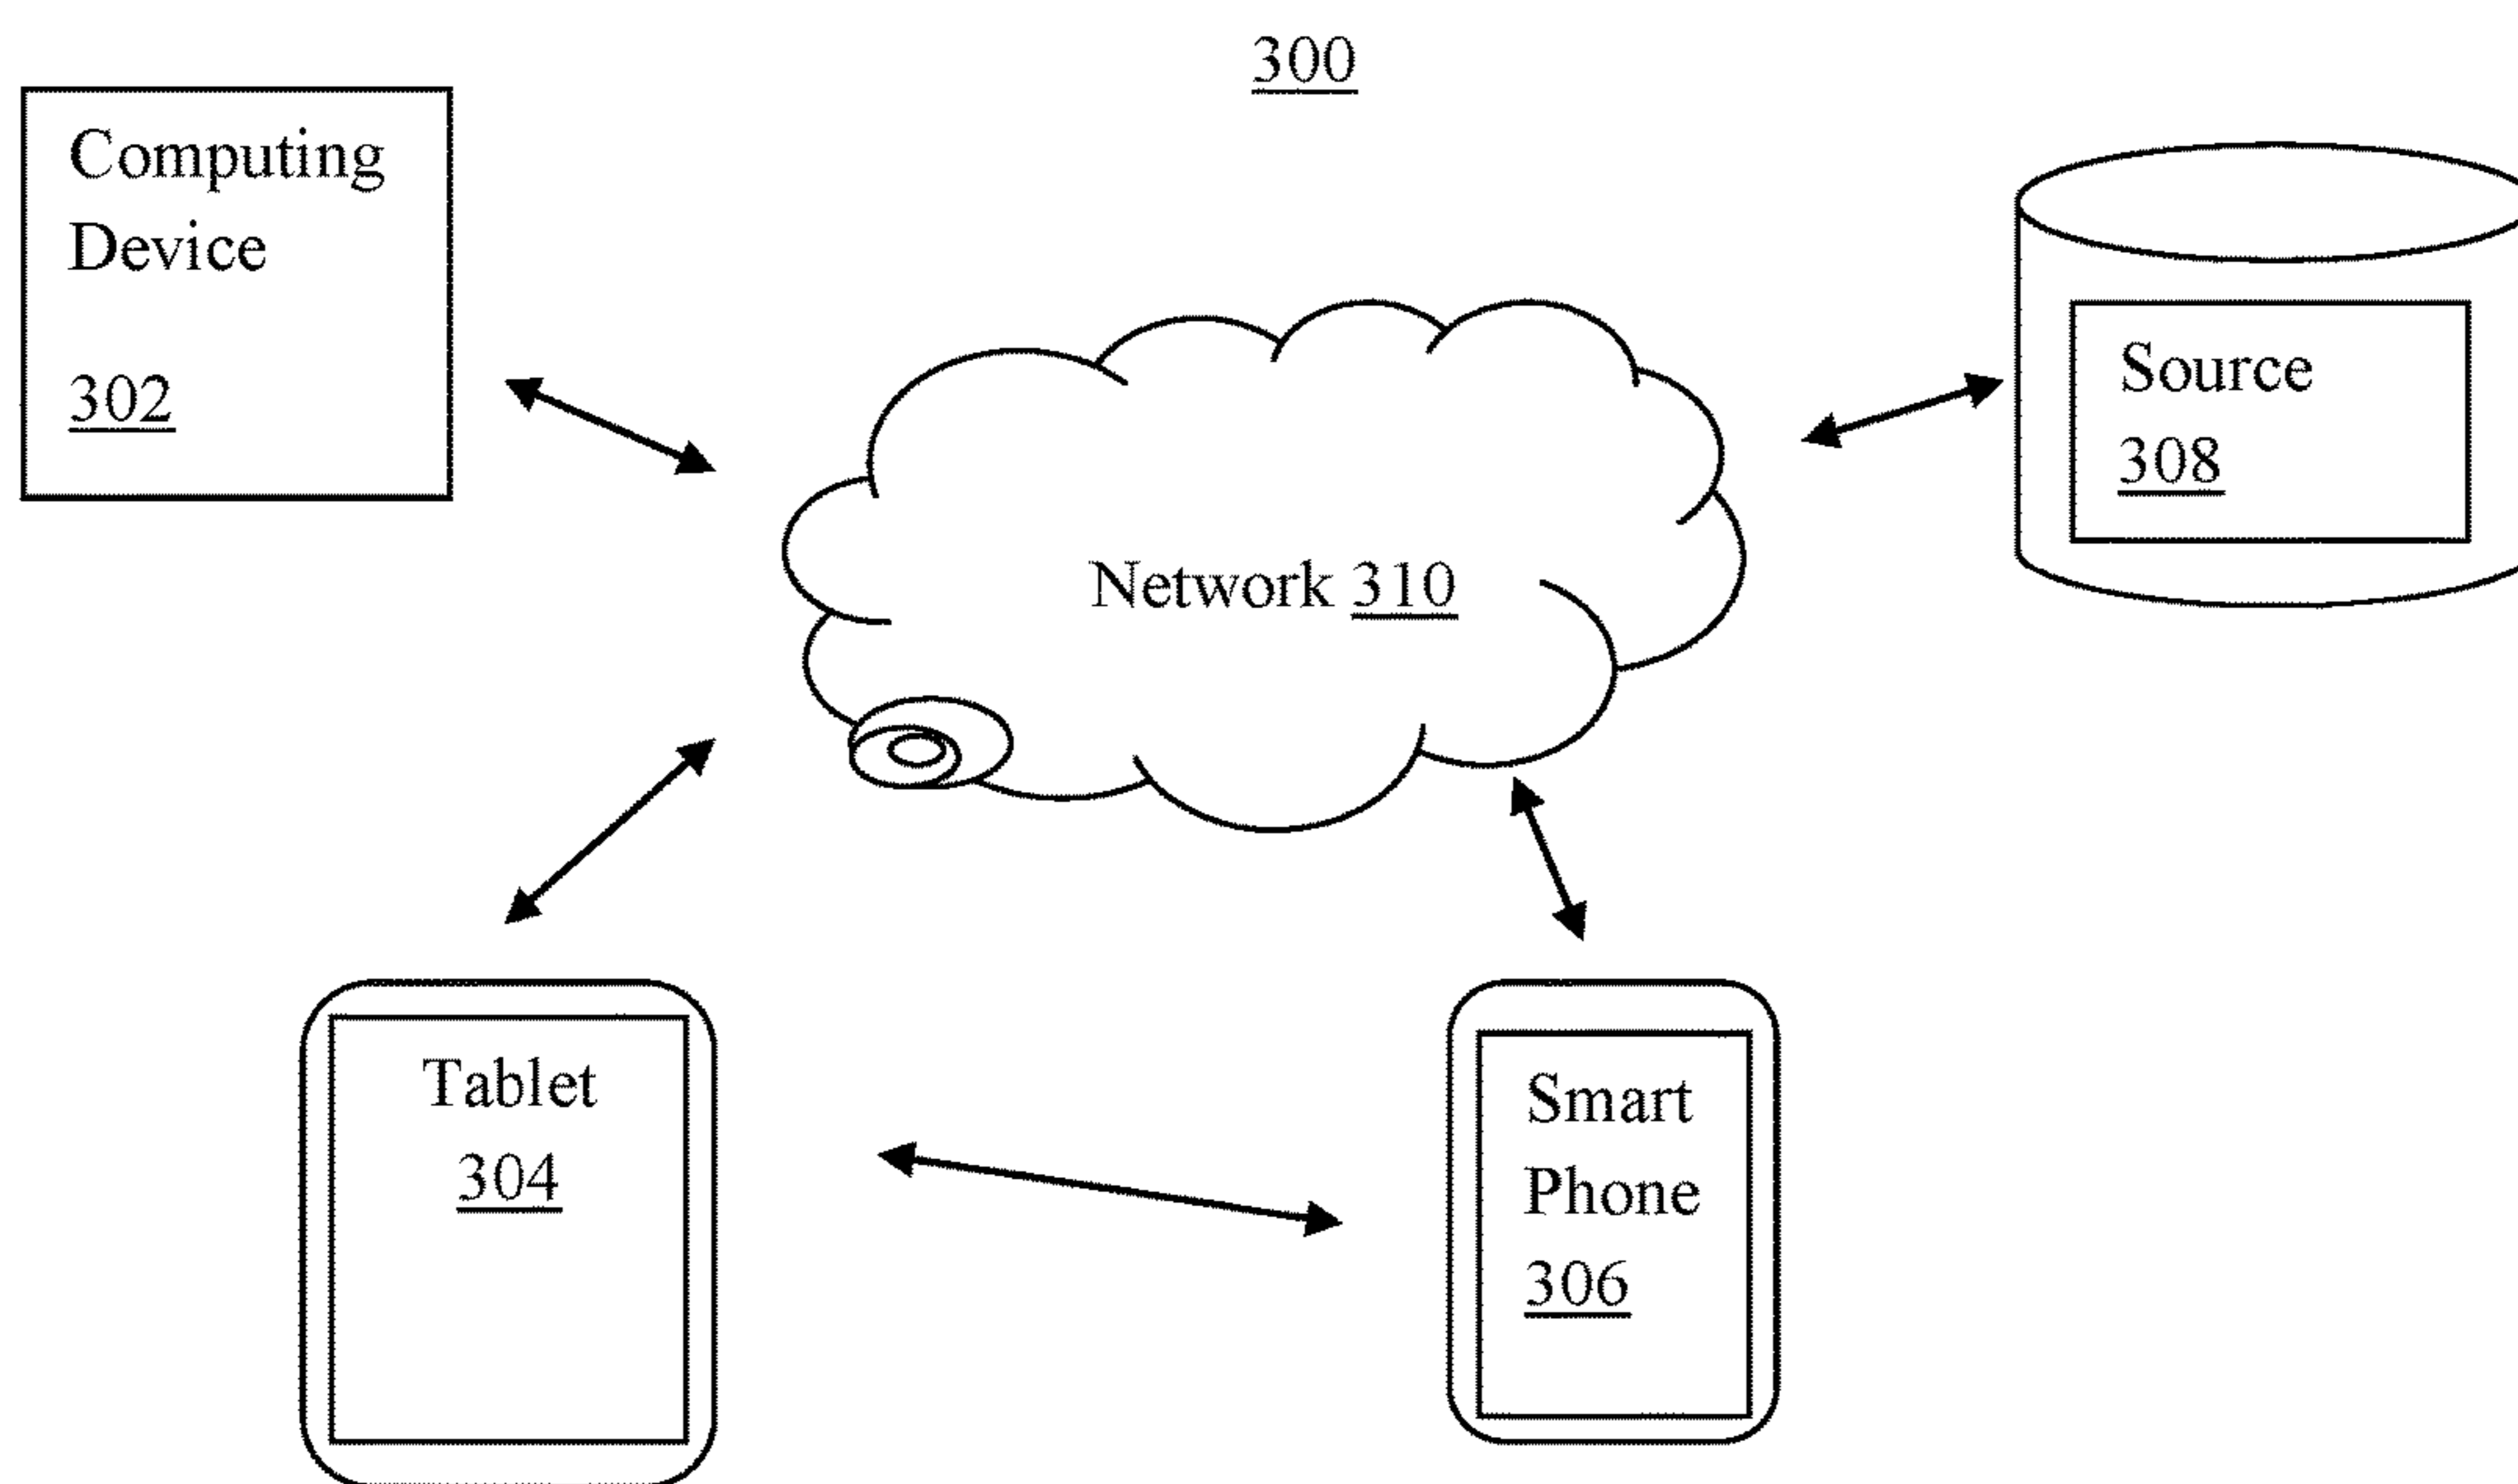 300
Computing
Device
302
Source
308
Network 310
Tablet
304
Smart
Phone
306